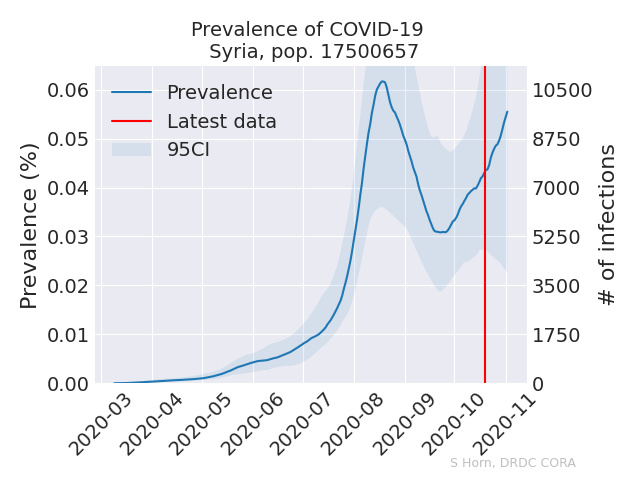 Prevalence of COVID-19
Syria, pop. 17500657
Prevalence
Latest data
95CI
Prevalence (%)
0.06
0.05
0.04
0.03
0.02
0.01
0.00
# of infections
10500
8750
7000
5250
3500
1750
0
2020-03
2020-04
2020-05
2020-06
2020-07
2020-08
2020-09
2020-10
2020-11
S Horn, DRDC CORA